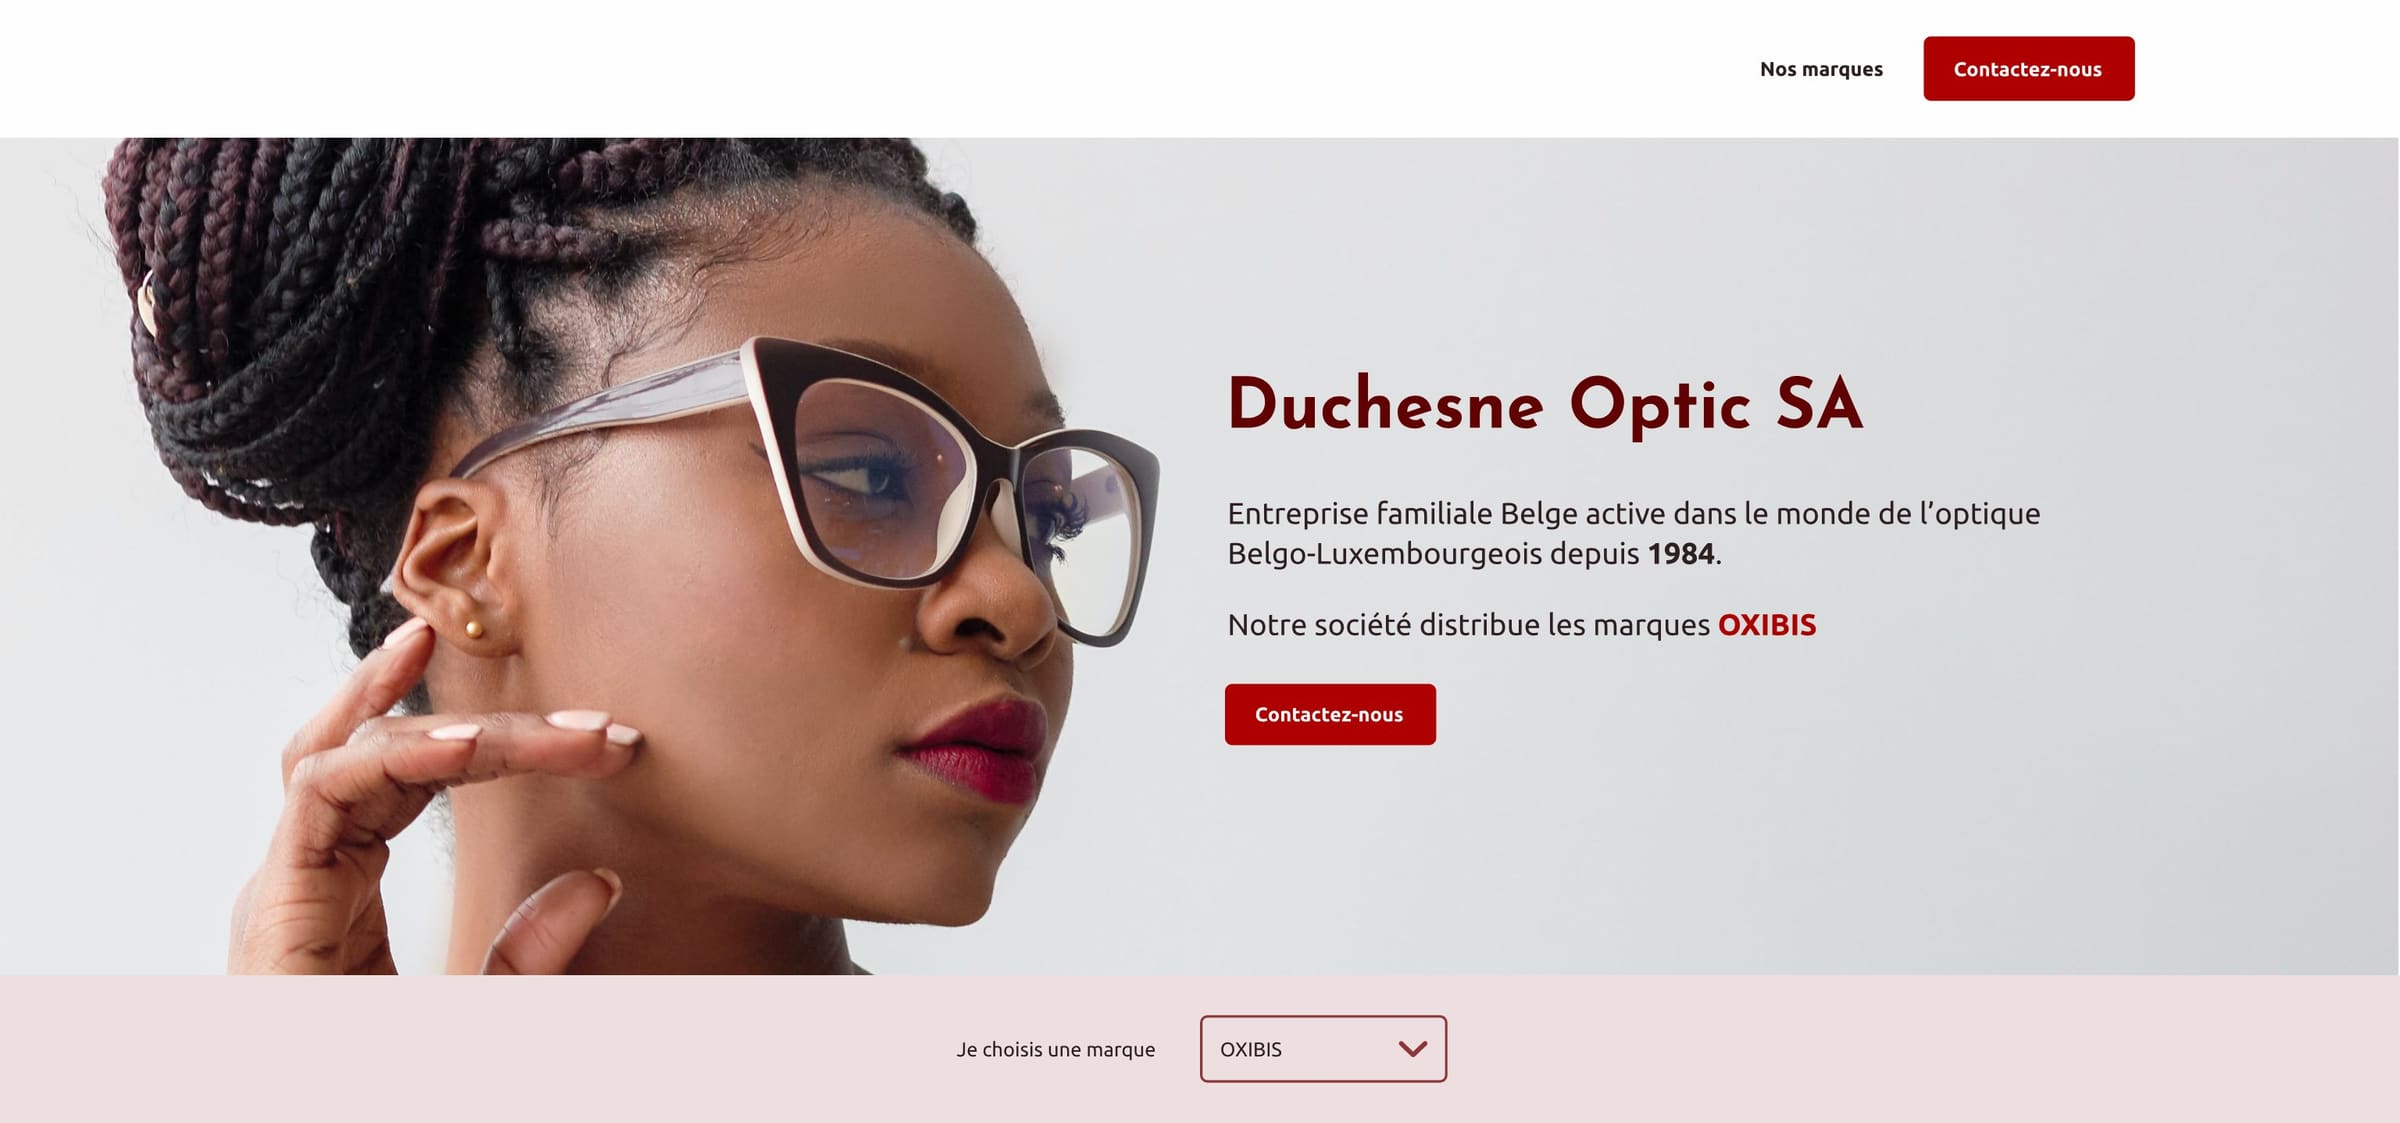 Nos marques
Contactez-nous
Duchesne Optic SA
Entreprise familiale Belge active dans le monde de l’optique
Belgo-Luxembourgeois depuis 1984.
Notre société distribue les marques OXIBIS
Contactez-nous
Je choisis une marque
OXIBIS